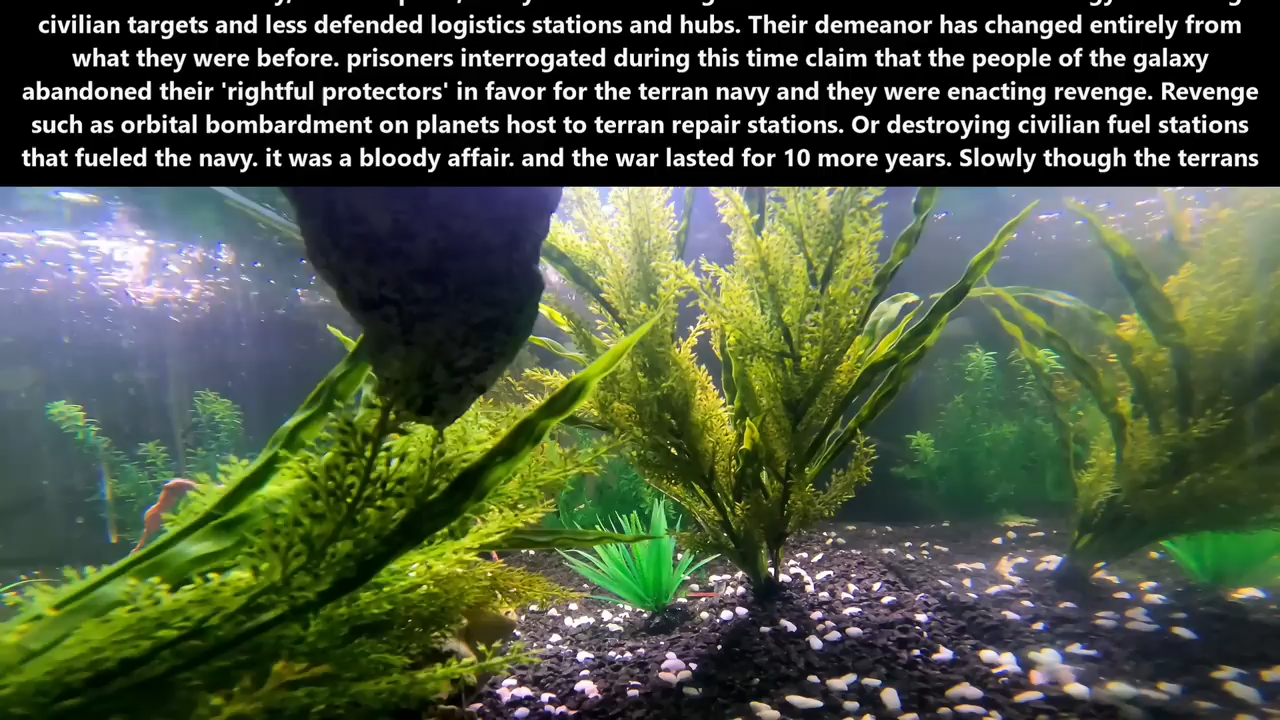 civilian targets and less defended logistics stations and hubs. Their demeanor has changed entirely from
what they were before. prisoners interrogated during this time claim that the people of the galaxy
abandoned their 'rightful protectors' in favor for the terran navy and they were enacting revenge. Revenge
such as orbital bombardment on planets host to terran repair stations. Or destroying civilian fuel stations
that fueled the navy. it was a bloody affair. and the war lasted for 10 more years. Slowly though the terrans